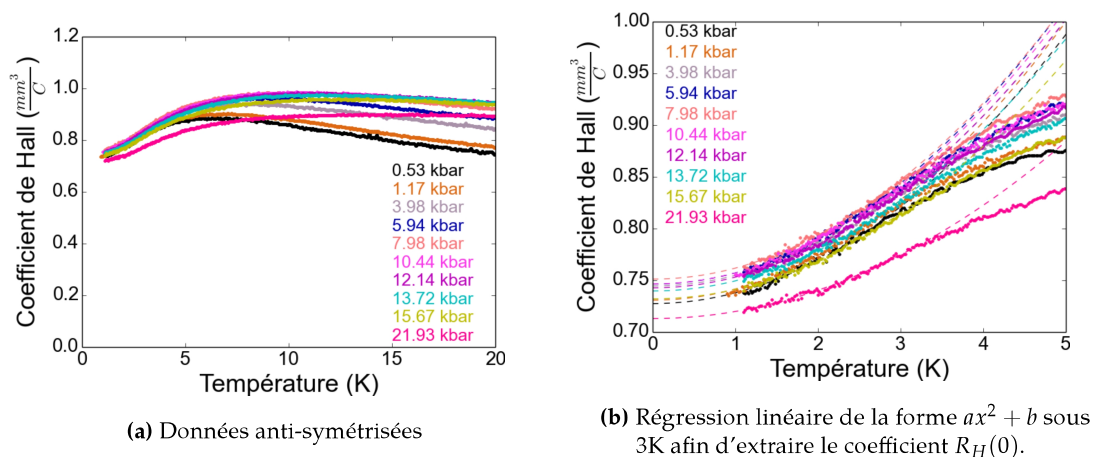 1.2
1.0
0.8
0.6
0.4
0.2
0.0
Coefficient de Hall (mm³/C)
0.53 kbar
1.17 kbar
3.98 kbar
5.94 kbar
7.98 kbar
10.44 kbar
12.14 kbar
13.72 kbar
15.67 kbar
21.93 kbar
0 5 10 15 20
Température (K)
(a) Données anti-symétrisées
1.00
0.95
0.90
0.85
0.80
0.75
0.70
Coefficient de Hall (mm³/C)
0.53 kbar
1.17 kbar
3.98 kbar
5.94 kbar
7.98 kbar
10.44 kbar
12.14 kbar
13.72 kbar
15.67 kbar
21.93 kbar
0 1 2 3 4 5
Température (K)
(b) Régression linéaire de la forme ax² + b sous
3K afin d'extraire le coefficient R_H(0).